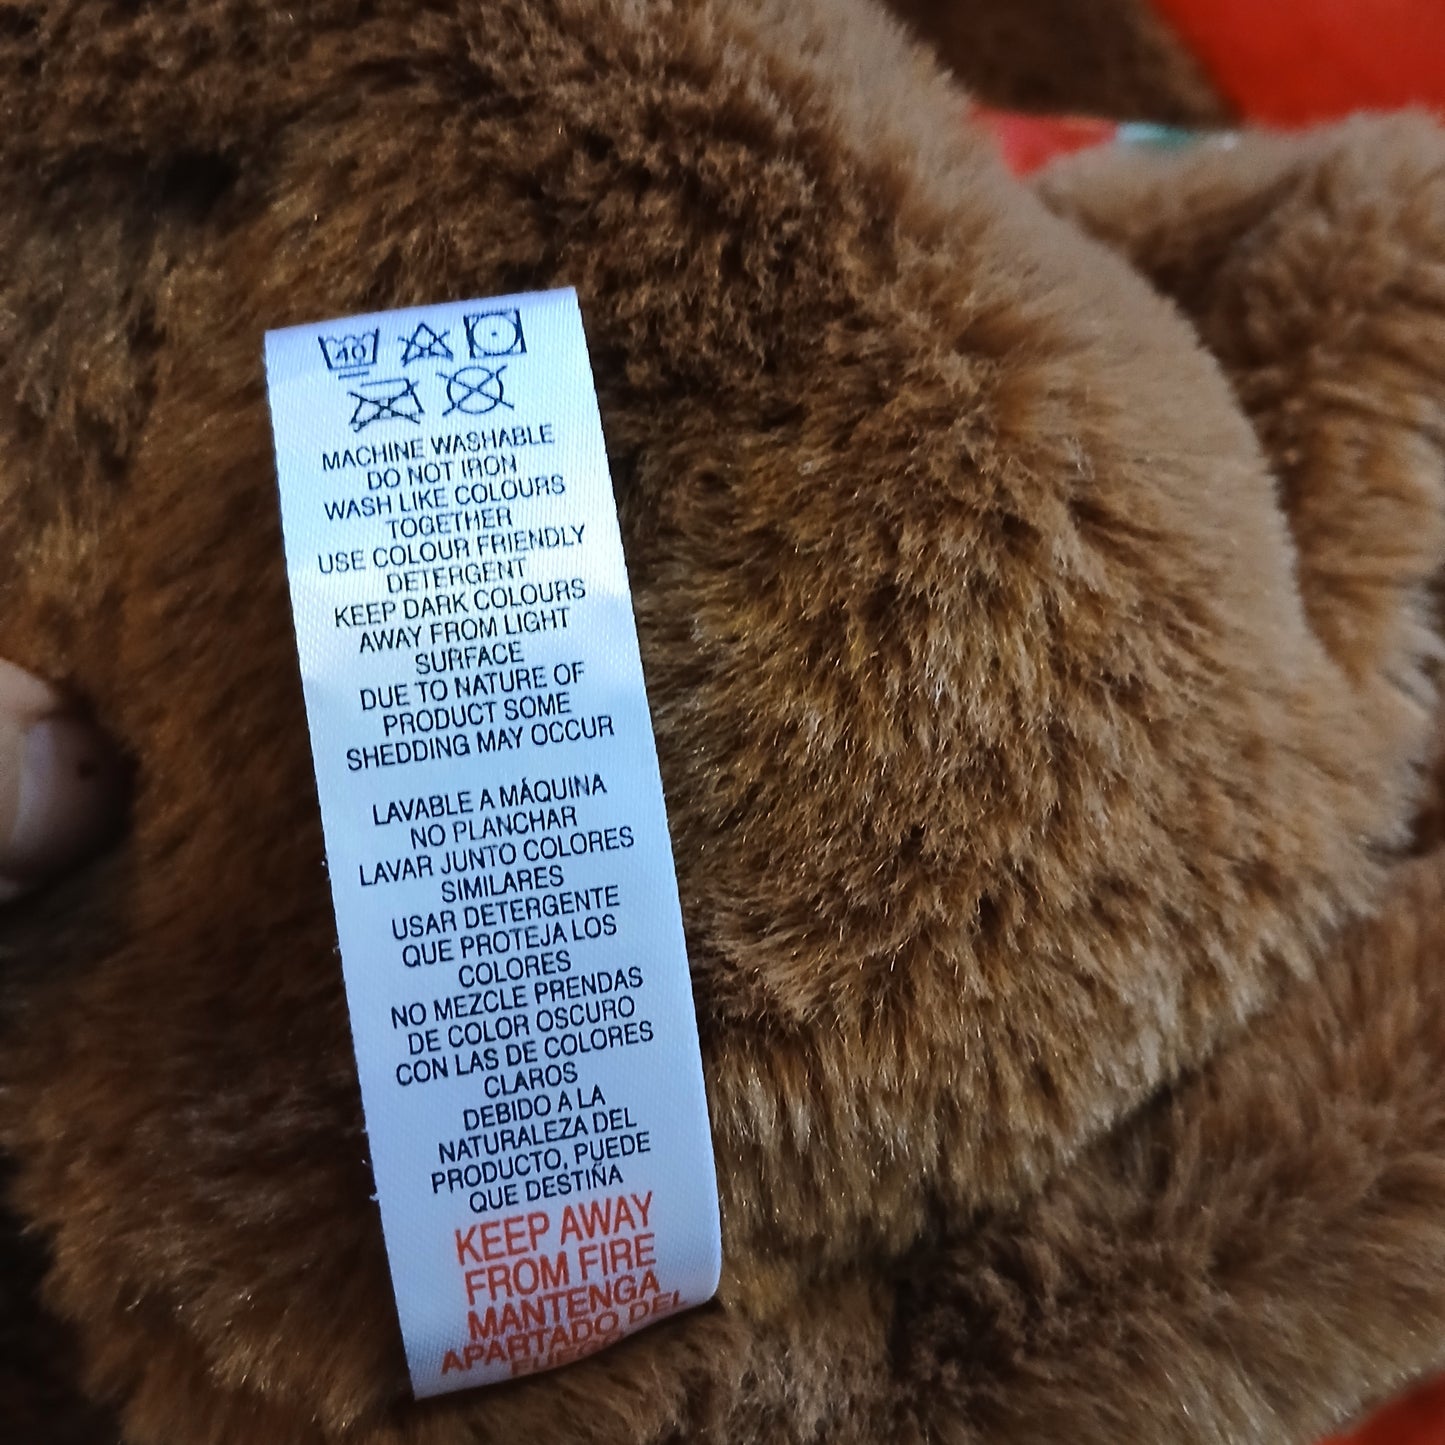 40
MACHINE WASHABLE
DO NOT IRON
WASH LIKE COLOURS
TOGETHER
USE COLOUR FRIENDLY
DETERGENT
KEEP DARK COLOURS
AWAY FROM LIGHT
SURFACE
DUE TO NATURE OF
PRODUCT SOME
SHEDDING MAY OCCUR
LAVABLE A MÁQUINA
NO PLANCHAR
LAVAR JUNTO COLORES
SIMILARES
USAR DETERGENTE
QUE PROTEJA LOS
COLORES
NO MEZCLE PRENDAS
DE COLOR OSCURO
CON LAS DE COLORES
CLAROS
DEBIDO A LA
NATURALEZA DEL
PRODUCTO, PUEDE
QUE DESTIÑA
KEEP AWAY
FROM FIRE
MANTENGA
APARTADO DEL
FUEGO